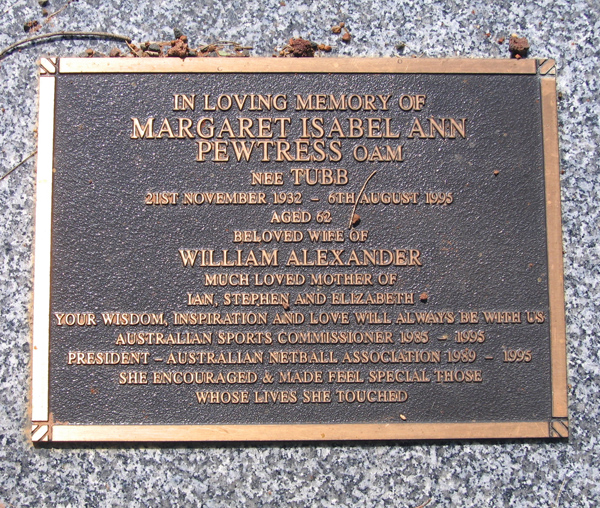 IN LOVING MEMORY OF
MARGARET ISABEL ANN
PEWTRESS OAM
NEE TUBB
21ST NOVEMBER 1932 - 6TH AUGUST 1995
AGED 62
BELOVED WIFE OF
WILLIAM ALEXANDER
MUCH LOVED MOTHER OF
IAN, STEPHEN AND ELIZABETH
YOUR WISDOM, INSPIRATION AND LOVE WILL ALWAYS BE WITH US
AUSTRALIAN SPORTS COMMISSIONER 1985 - 1995
PRESIDENT - AUSTRALIAN NETBALL ASSOCIATION 1989 - 1995
SHE ENCOURAGED & MADE FEEL SPECIAL THOSE
WHOSE LIVES SHE TOUCHED